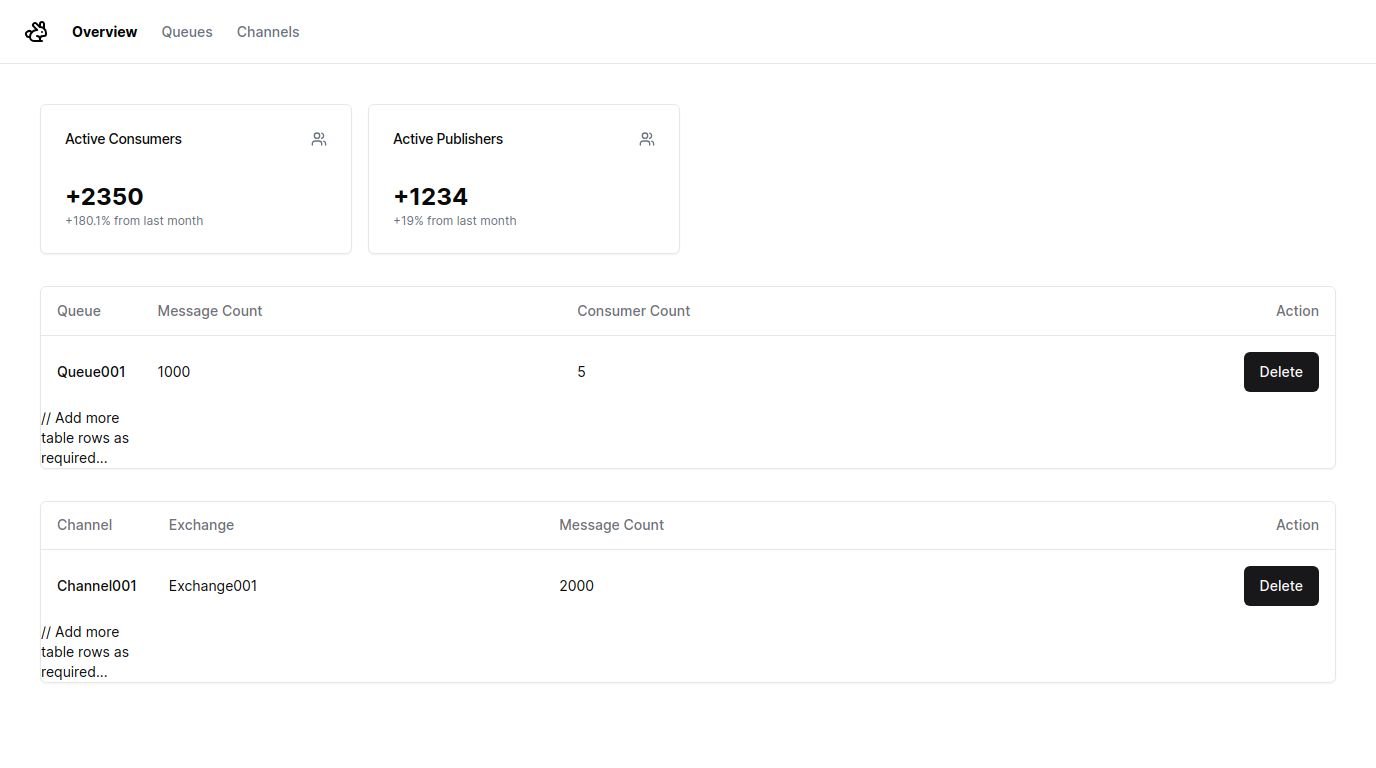 Overview Queues Channels
Active Consumers Active Publishers
+2350 +1234
+180.1% from last month +19% from last month
Queue Message Count Consumer Count Action
Queue001 1000 5 Delete
// Add more
table rows as
required...
Channel Exchange Message Count Action
Channel001 Exchange001 2000 Delete
// Add more
table rows as
required...